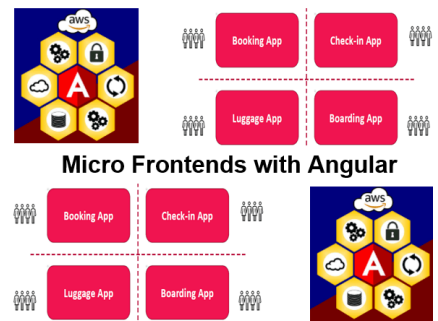 aws
Booking App
Check-in App
A
Luggage App
Boarding App
Micro Frontends with Angular
Booking App
Check-in App
aws
A
Luggage App
Boarding App